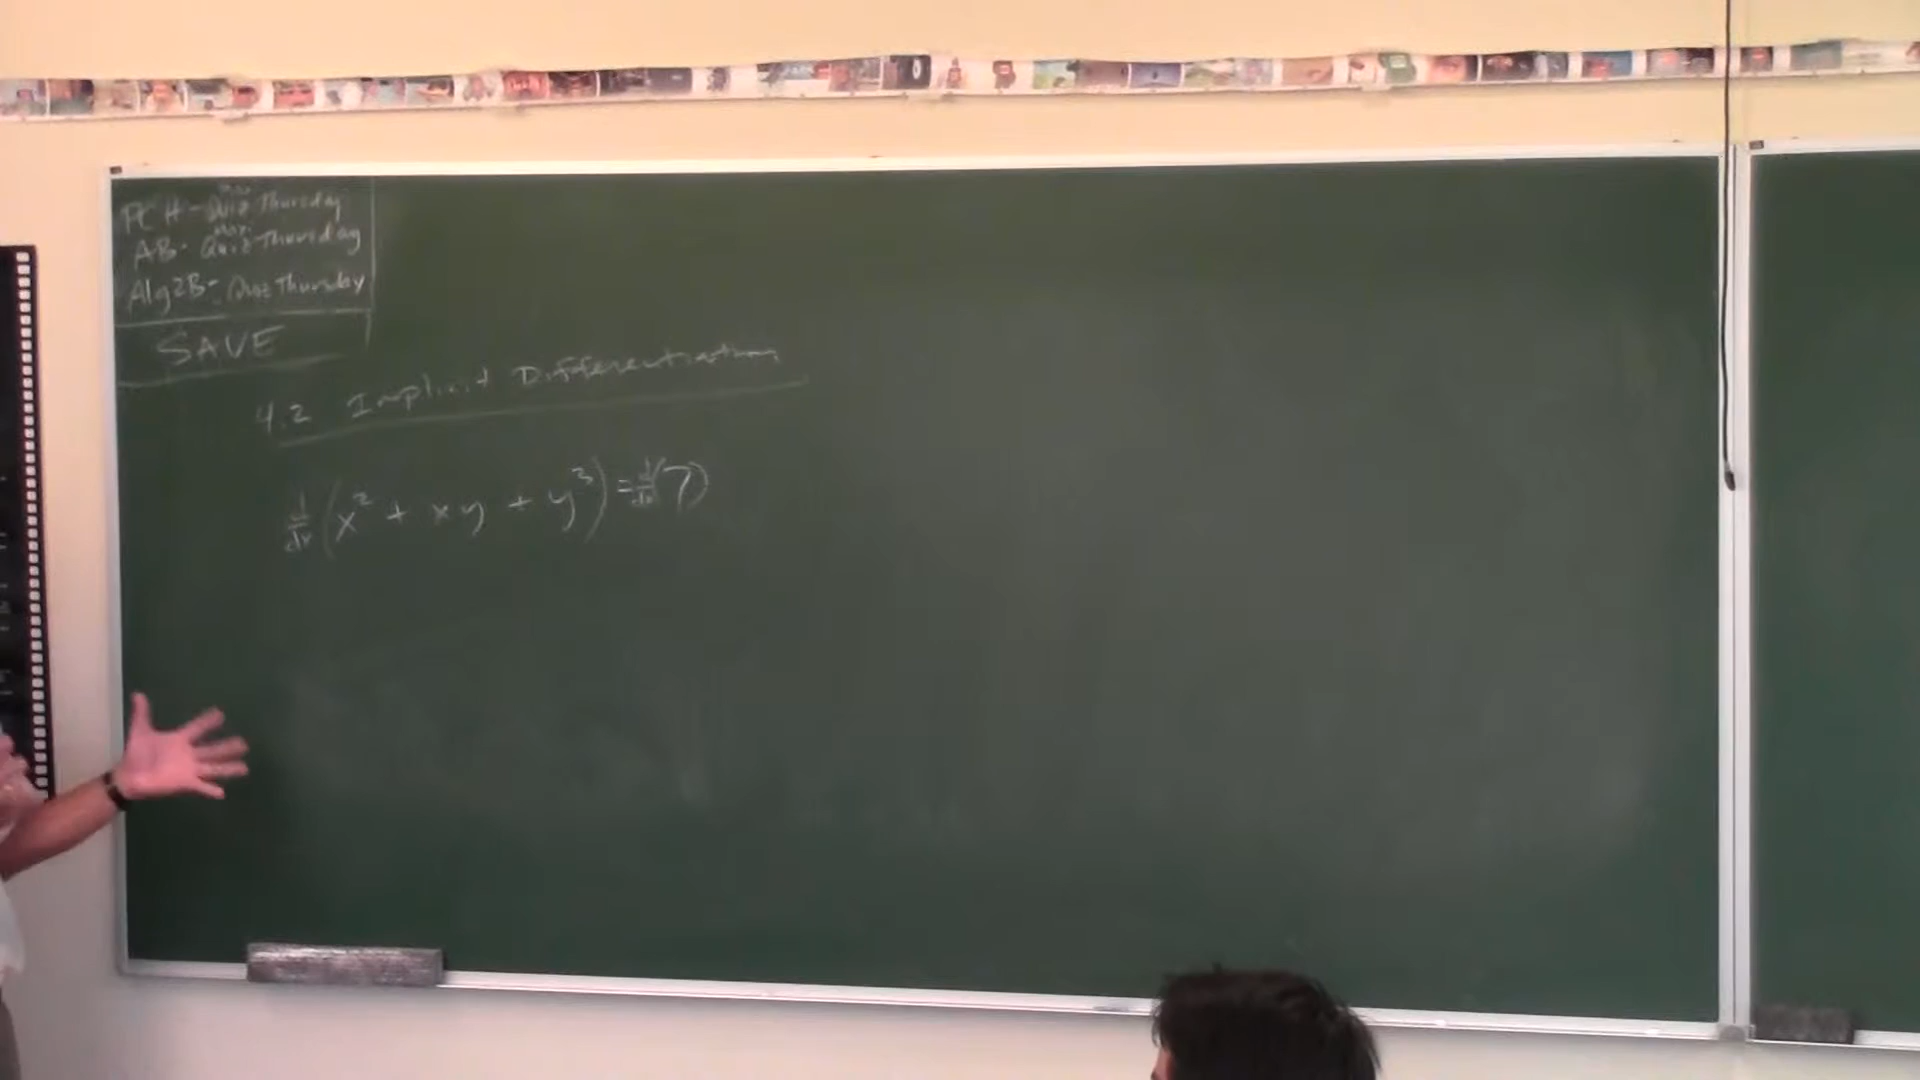 PCH - Quiz Thursday
AB - Quiz Thursday
Alg2B - Quiz Thursday
SAVE
4.2 Implicit Differentiation
d/dx (x² + xy + y³) = d/dx (7)